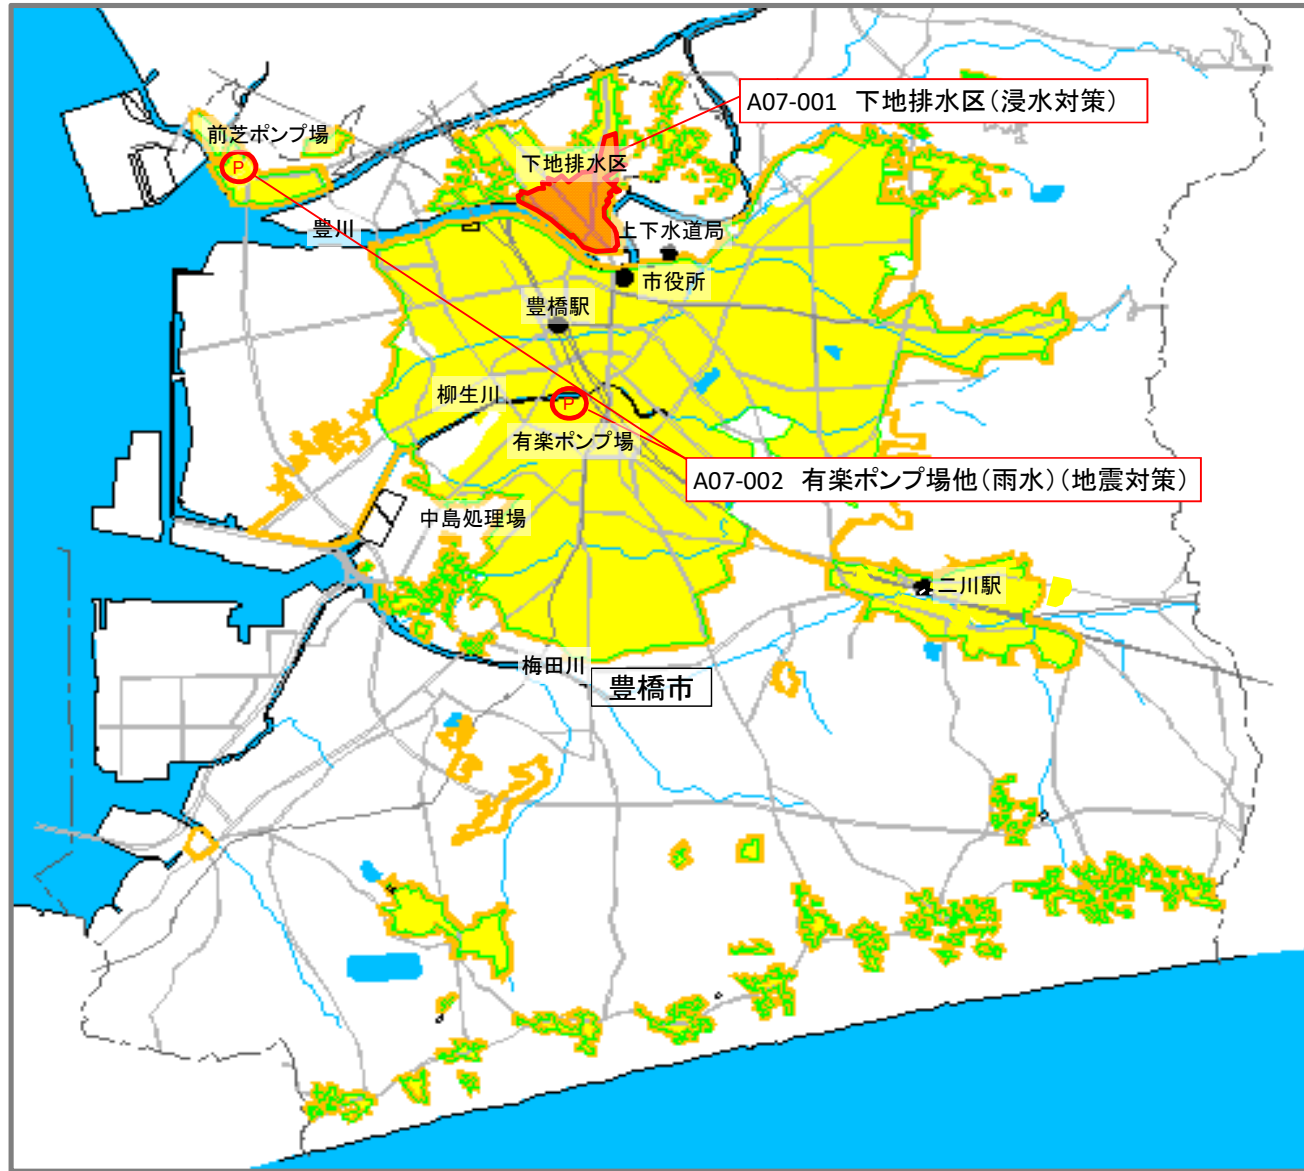 A07-001 下地排水区(浸水対策)
前芝ポンプ場
P
下地排水区
豊川
上下水道局
市役所
豊橋駅
柳生川
P
有楽ポンプ場
A07-002 有楽ポンプ場他(雨水)(地震対策)
中島処理場
二川駅
梅田川
豊橋市